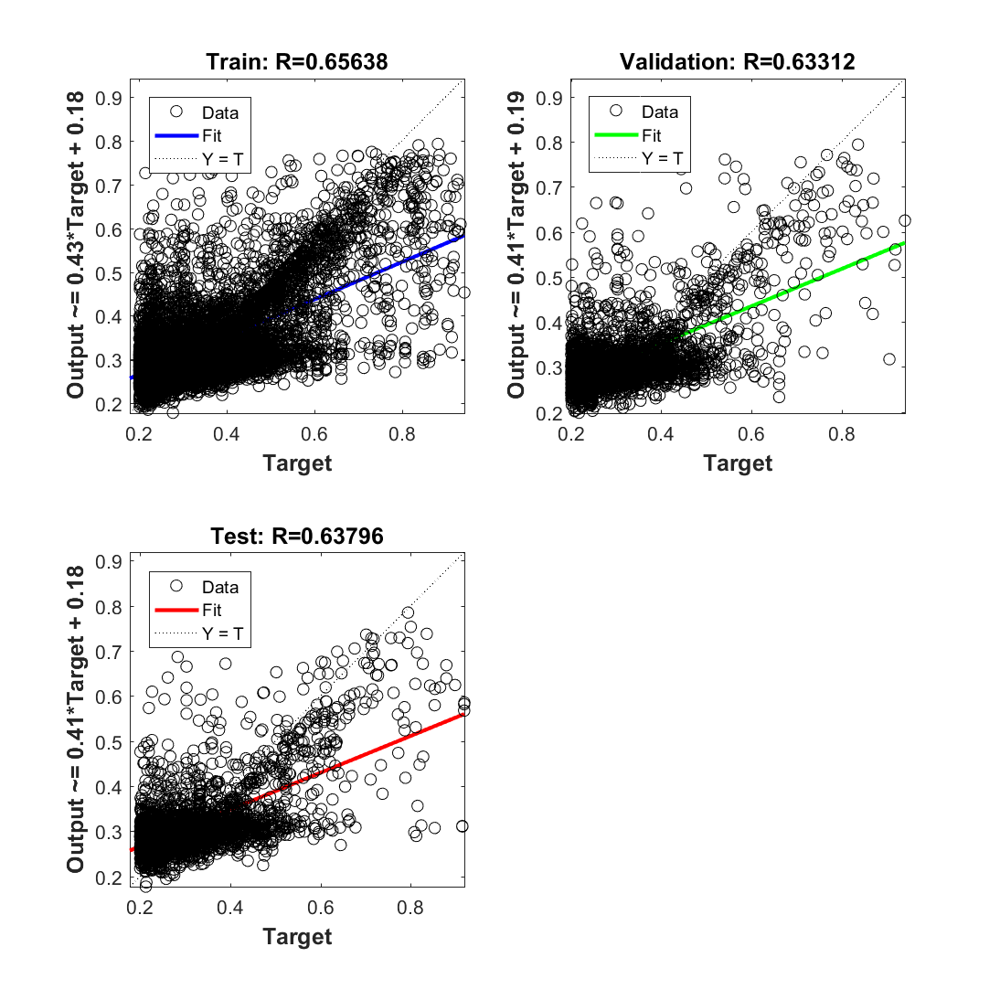 Train: R=0.65638
Output ~= 0.43*Target + 0.18
0.9
0.8
0.7
0.6
0.5
0.4
0.3
0.2
Data
Fit
Y = T
0.2 0.4 0.6 0.8
Target
Validation: R=0.63312
Output ~= 0.41*Target + 0.19
0.9
0.8
0.7
0.6
0.5
0.4
0.3
0.2
Data
Fit
Y = T
0.2 0.4 0.6 0.8
Target
Test: R=0.63796
Output ~= 0.41*Target + 0.18
0.9
0.8
0.7
0.6
0.5
0.4
0.3
0.2
Data
Fit
Y = T
0.2 0.4 0.6 0.8
Target